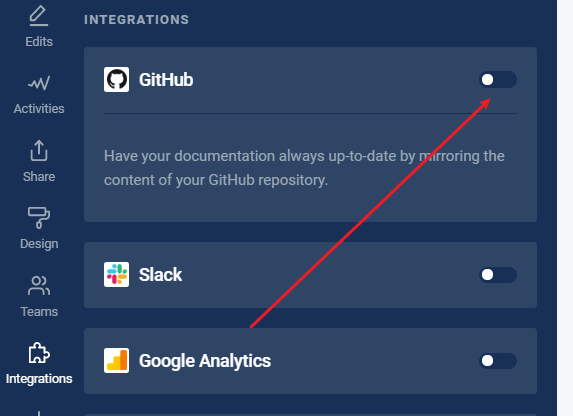 INTEGRATIONS
Edits
GitHub
Activities
Have your documentation always up-to-date by mirroring the
content of your GitHub repository.
Share
Design
Slack
Teams
Google Analytics
Integrations